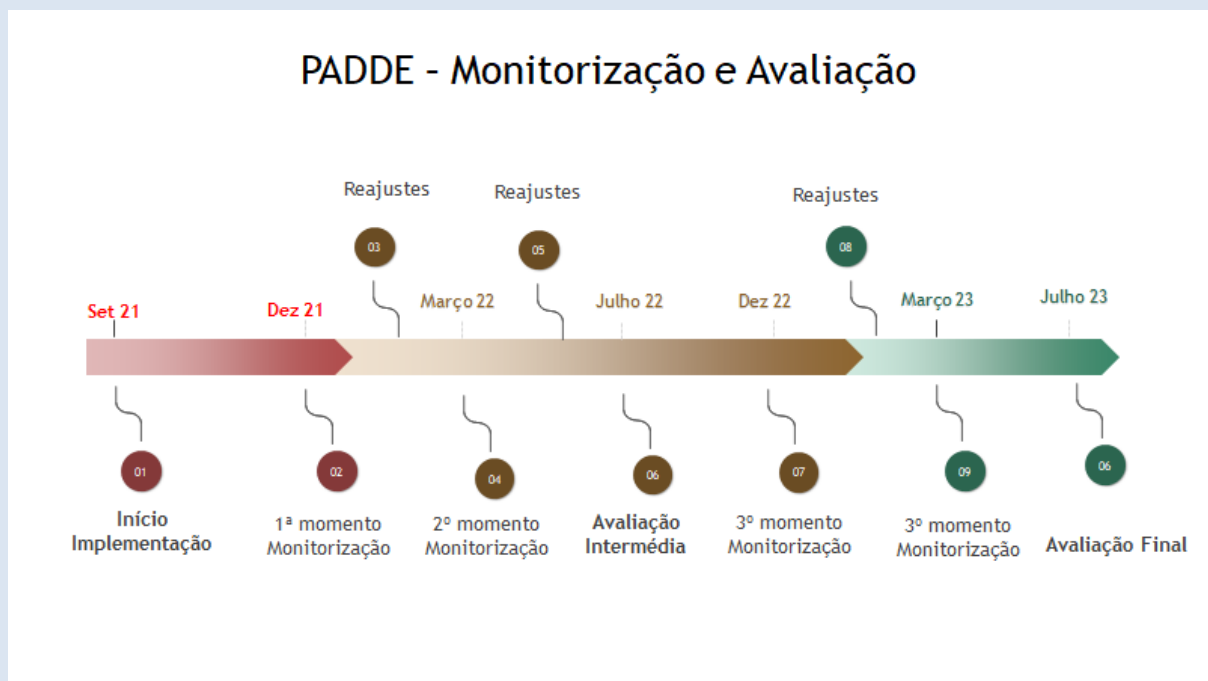 PADDE - Monitorização e Avaliação
Reajustes
Reajustes
Reajustes
03
05
08
Set 21
Dez 21
Março 22
Julho 22
Dez 22
Março 23
Julho 23
01
02
04
06
07
09
06
Início
Implementação
1ª momento
Monitorização
2º momento
Monitorização
Avaliação
Intermédia
3º momento
Monitorização
3º momento
Monitorização
Avaliação Final